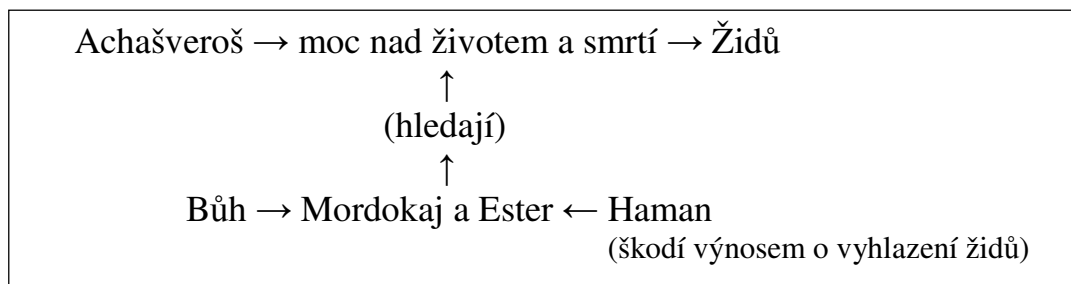 Achašveroš → moc nad životem a smrtí → Židů
↑
(hledají)
↑
Bůh → Mordokaj a Ester ← Haman
(škodí výnosem o vyhlazení židů)